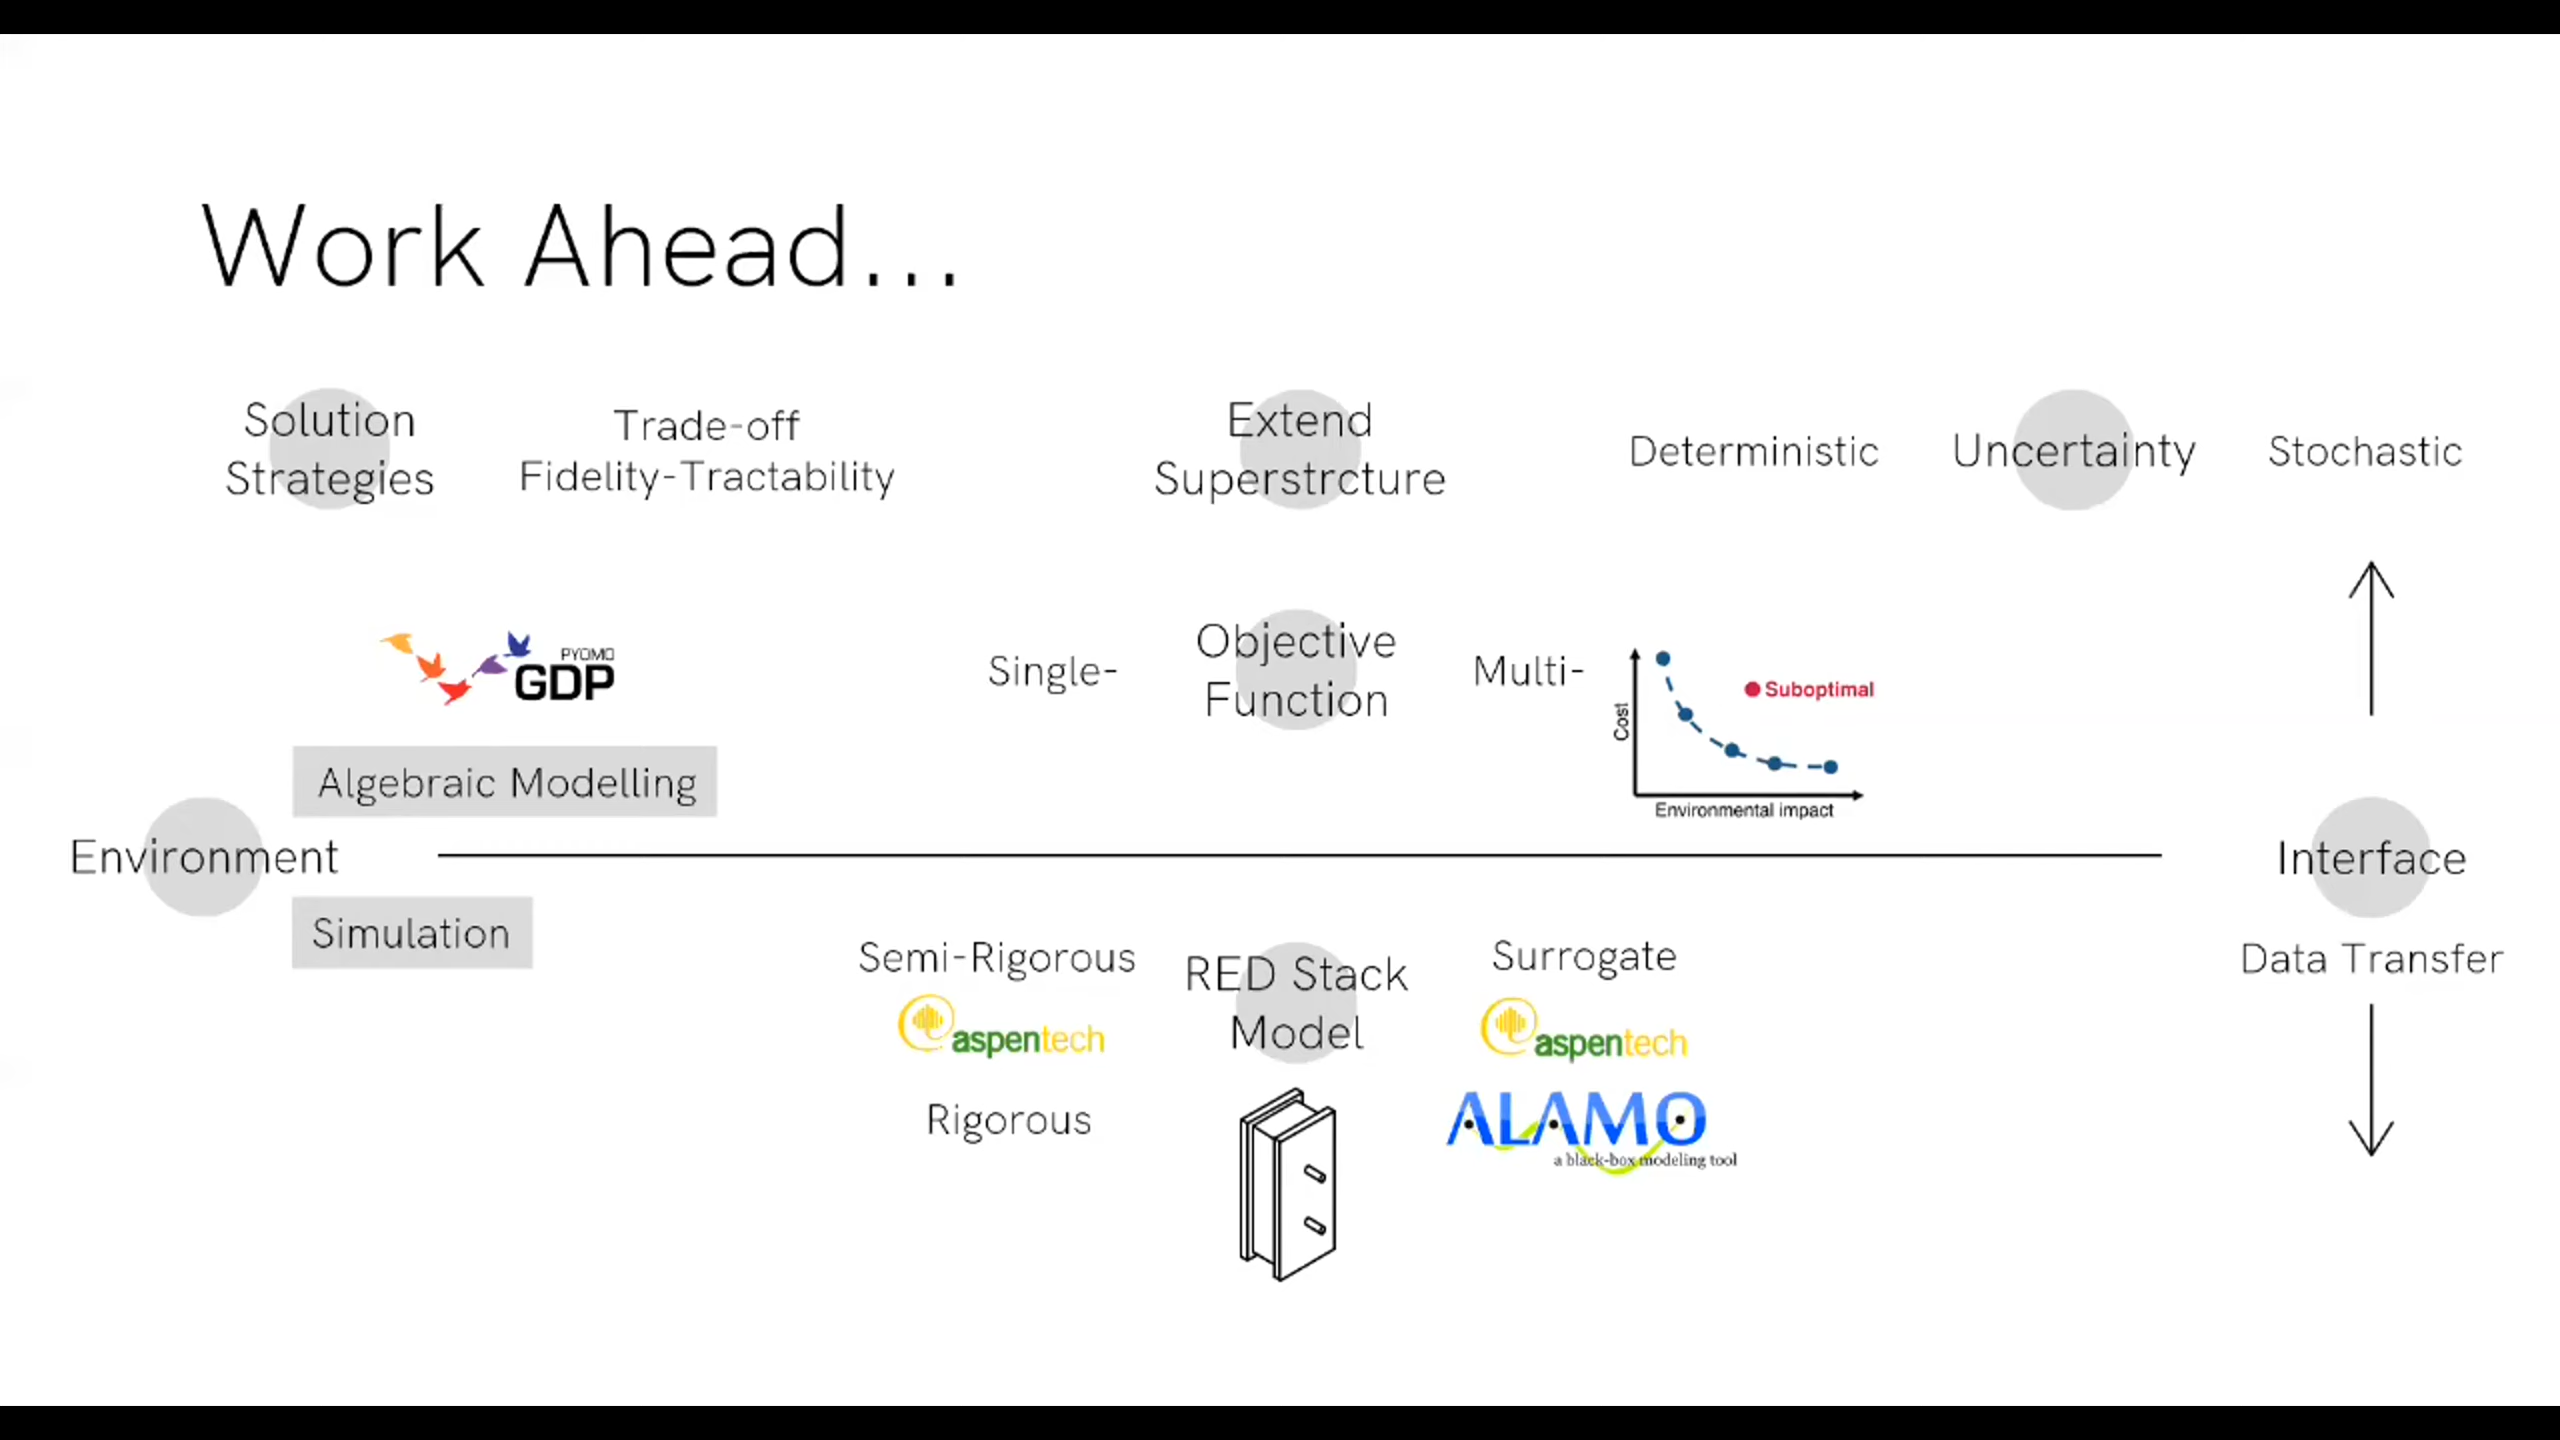 Work Ahead...
Solution
Strategies
Trade-off
Fidelity-Tractability
Extend
Superstrcture
Deterministic
Uncertainty
Stochastic
PYOMO
GDP
Single-
Objective
Function
Multi-
Cost
Suboptimal
Environmental impact
Algebraic Modelling
Environment
Simulation
Interface
Data Transfer
Semi-Rigorous
aspentech
Rigorous
RED Stack
Model
Surrogate
aspentech
ALAMO
a black-box modeling tool